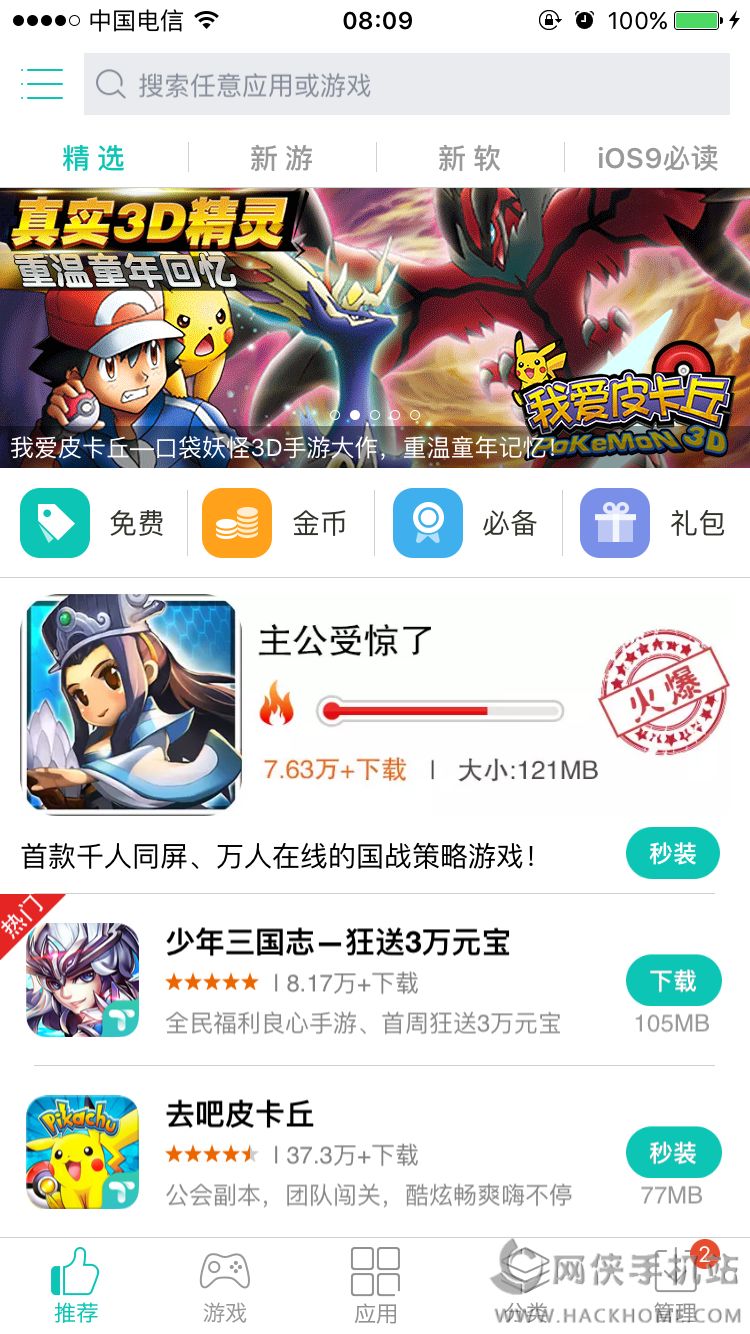 中国电信 08:09 100%
搜索任意应用或游戏
精选 新游 新软 iOS9必读
真实3D精灵
重温童年回忆
我爱皮卡丘
PoKeMoN 3D
我爱皮卡丘—口袋妖怪3D手游大作，重温童年记忆!
免费 金币 必备 礼包
主公受惊了
火爆
7.63万+下载 | 大小:121MB
首款千人同屏、万人在线的国战策略游戏！
秒装
热门
少年三国志—狂送3万元宝
8.17万+下载
下载
全民福利良心手游、首周狂送3万元宝
105MB
Pikachu
去吧皮卡丘
37.3万+下载
秒装
公会副本，团队闯关，酷炫畅爽嗨不停
77MB
2
网侠手机站
推荐 游戏 应用 分类 管理
WWW.HACKHOME.COM